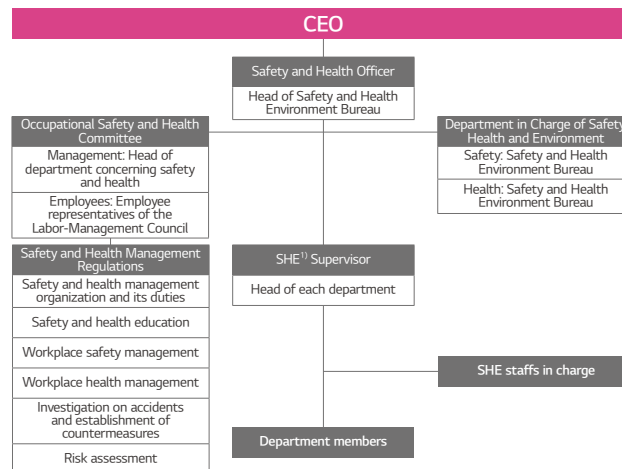 CEO
Safety and Health Officer
Head of Safety and Health
Environment Bureau
Occupational Safety and Health
Committee
Management: Head of
department concerning safety
and health
Employees: Employee
representatives of the
Labor-Management Council
Department in Charge of Safety
Health and Environment
Safety: Safety and Health
Environment Bureau
Health: Safety and Health
Environment Bureau
Safety and Health Management
Regulations
Safety and health management
organization and its duties
Safety and health education
Workplace safety management
Workplace health management
Investigation on accidents
and establishment of
countermeasures
Risk assessment
SHE¹⁾ Supervisor
Head of each department
SHE staffs in charge
Department members